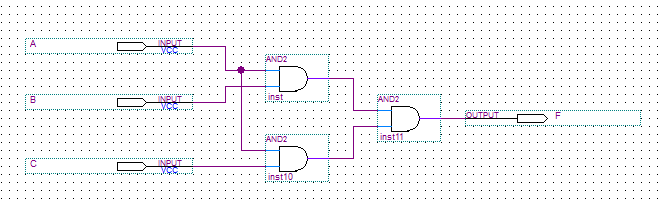 A
INPUT
VCC
AND2
inst
B
INPUT
VCC
AND2
inst11
OUTPUT
F
AND2
inst10
C
INPUT
VCC